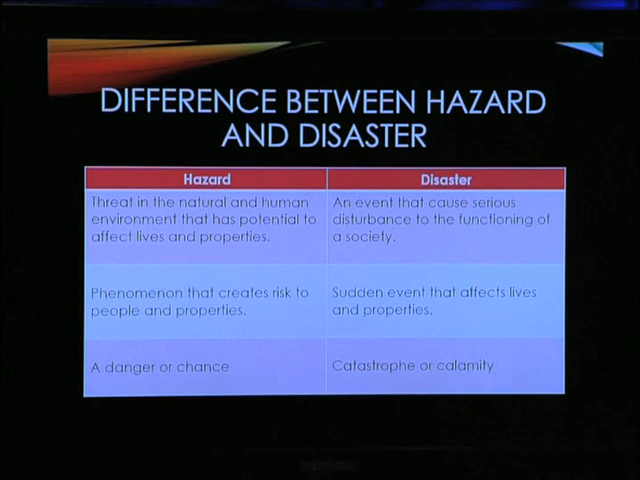 DIFFERENCE BETWEEN HAZARD
AND DISASTER
Hazard
Disaster
Threat in the natural and human
environment that has potential to
affect lives and properties.
An event that cause serious
disturbance to the functioning of
a society.
Phenomenon that creates risk to
people and properties.
Sudden event that affects lives
and properties.
A danger or chance
Catastrophe or calamity